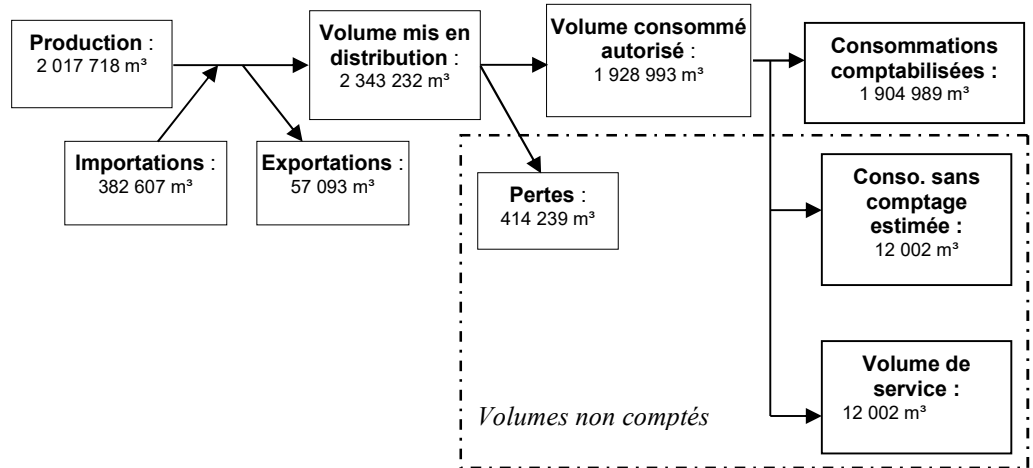 Production :
2 017 718 m³
Volume mis en
distribution :
2 343 232 m³
Volume consommé
autorisé :
1 928 993 m³
Consommations
comptabilisées :
1 904 989 m³
Importations :
382 607 m³
Exportations :
57 093 m³
Pertes :
414 239 m³
Conso. sans
comptage
estimée :
12 002 m³
Volume de
service :
12 002 m³
Volumes non comptés